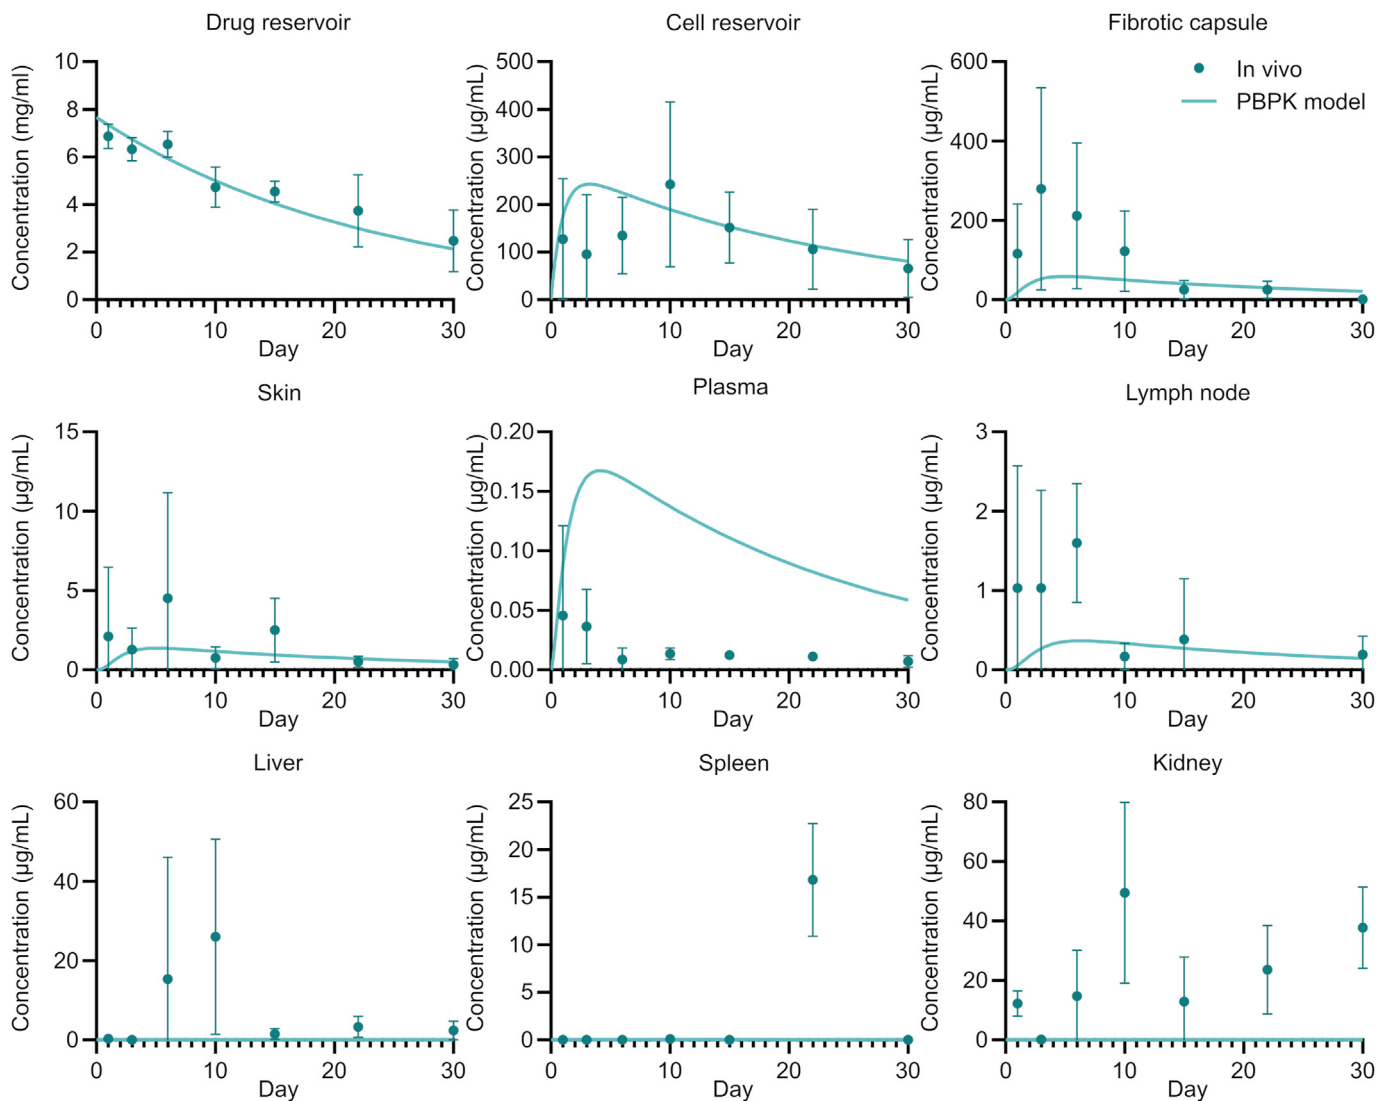 Drug reservoir
Concentration (mg/ml)
10
8
6
4
2
0
0 10 20 30
Day
Cell reservoir
Concentration (µg/mL)
500
400
300
200
100
0
0 10 20 30
Day
Fibrotic capsule
Concentration (µg/mL)
600
400
200
0
0 10 20 30
Day
In vivo
PBPK model
Skin
Concentration (µg/mL)
15
10
5
0
0 10 20 30
Day
Plasma
Concentration (µg/mL)
0.20
0.15
0.10
0.05
0.00
0 10 20 30
Day
Lymph node
Concentration (µg/mL)
3
2
1
0
0 10 20 30
Day
Liver
Concentration (µg/mL)
60
40
20
0
0 10 20 30
Day
Spleen
Concentration (µg/mL)
25
20
15
10
5
0
0 10 20 30
Day
Kidney
Concentration (µg/mL)
80
60
40
20
0
0 10 20 30
Day